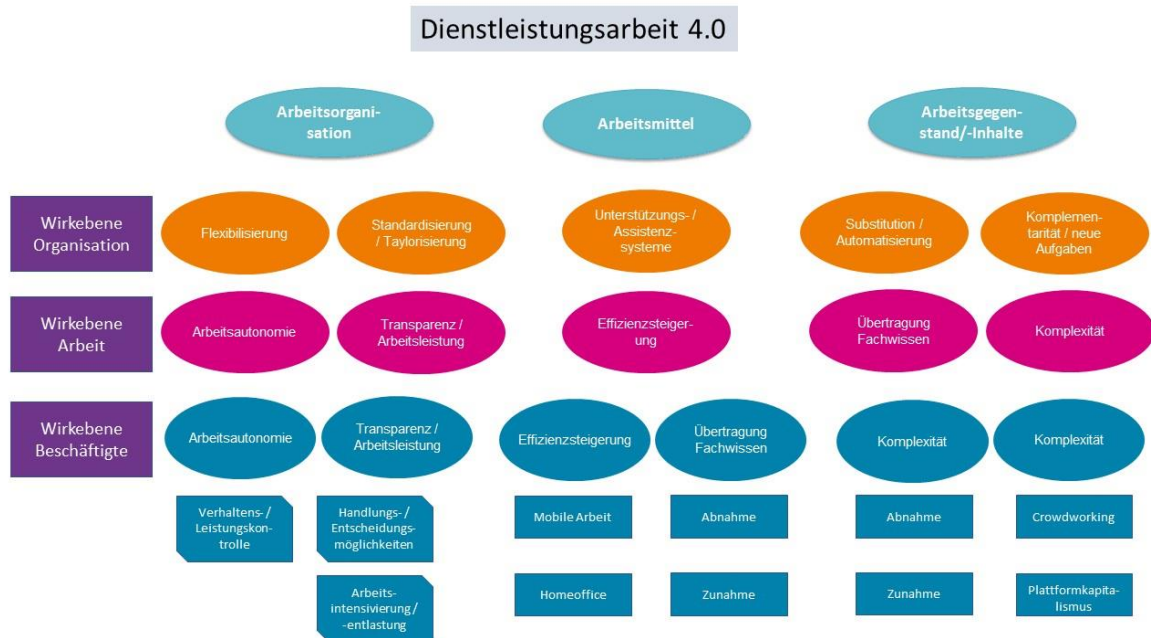 Dienstleistungsarbeit 4.0
Arbeitsorgani-
sation
Arbeitsmittel
Arbeitsgegen-
stand/-Inhalte
Wirkebene
Organisation
Flexibilisierung
Standardisierung
/ Taylorisierung
Unterstützungs- /
Assistenz-
systeme
Substitution /
Automatisierung
Komplemen-
tarität / neue
Aufgaben
Wirkebene
Arbeit
Arbeitsautonomie
Transparenz /
Arbeitsleistung
Effizienzsteiger-
ung
Übertragung
Fachwissen
Komplexität
Wirkebene
Beschäftigte
Arbeitsautonomie
Transparenz /
Arbeitsleistung
Effizienzsteigerung
Übertragung
Fachwissen
Komplexität
Komplexität
Verhaltens- /
Leistungskon-
trolle
Handlungs- /
Entscheidungs-
möglichkeiten
Mobile Arbeit
Abnahme
Abnahme
Crowdworking
Arbeits-
intensivierung /
-entlastung
Homeoffice
Zunahme
Zunahme
Plattformkapita-
lismus